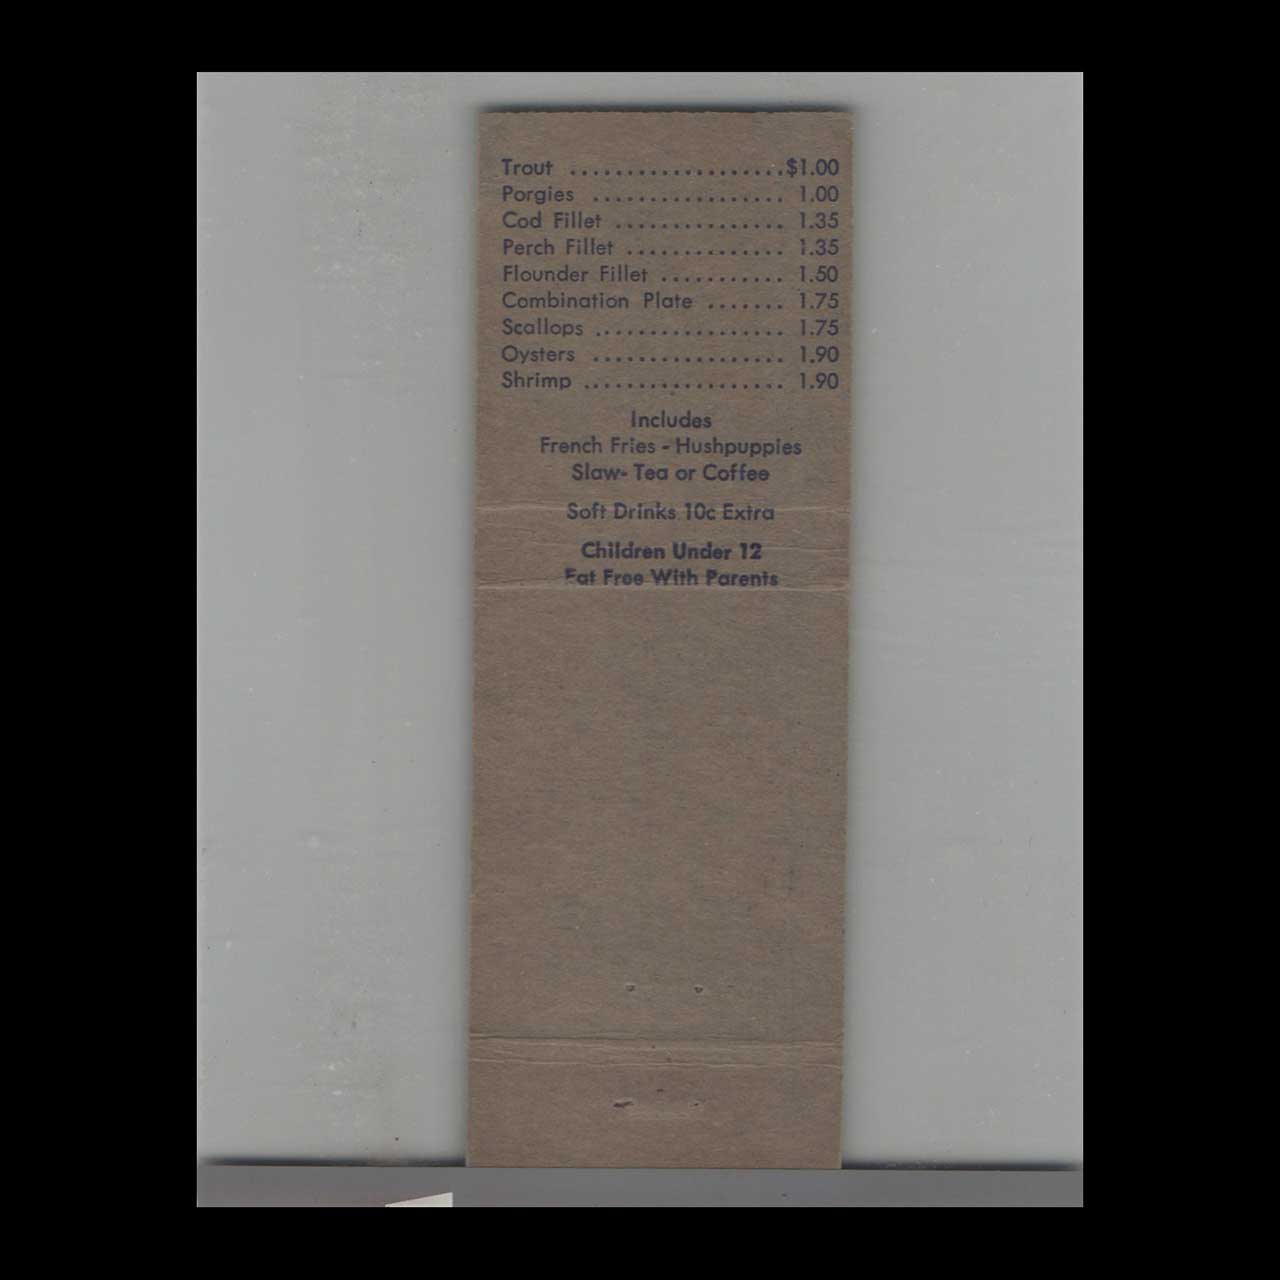 Trout ...................$1.00
Porgies ................. 1.00
Cod Fillet ............... 1.35
Perch Fillet .............. 1.35
Flounder Fillet ........... 1.50
Combination Plate ....... 1.75
Scallops ................. 1.75
Oysters ................. 1.90
Shrimp .................. 1.90
Includes
French Fries - Hushpuppies
Slaw- Tea or Coffee
Soft Drinks 10c Extra
Children Under 12
Eat Free With Parents